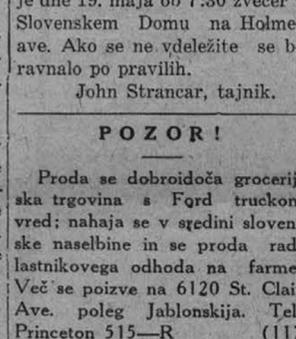 je dne 19. maja ob 7:30 zvečer
Slovenskem Domu na Holme
ave. Ako se ne vdeležite se b
ravnalo po pravilih.
John Strancar, tajnik.
POZOR!
Proda se dobroidoča grocerij
ska trgovina s Ford truckon
vred; nahaja se v sredini sloven
ske naselbine in se proda rad
lastnikovega odhoda na farme
Več se poizve na 6120 St. Clai
Ave. poleg Jablonskija. Tel
Princeton 515—R (11